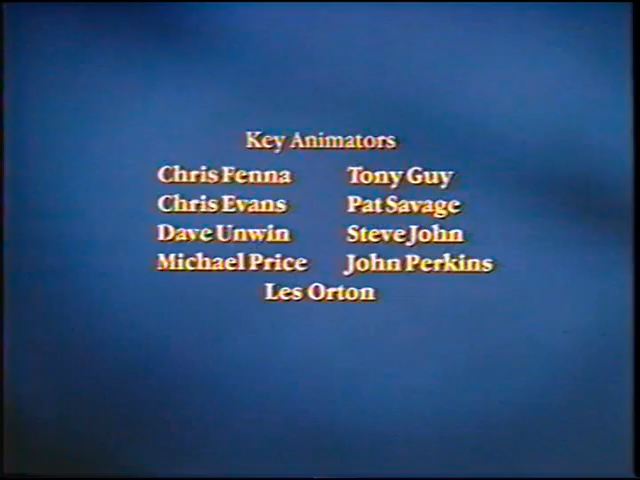 Key Animators
Chris Fenna Tony Guy
Chris Evans Pat Savage
Dave Unwin Steve John
Michael Price John Perkins
Les Orton